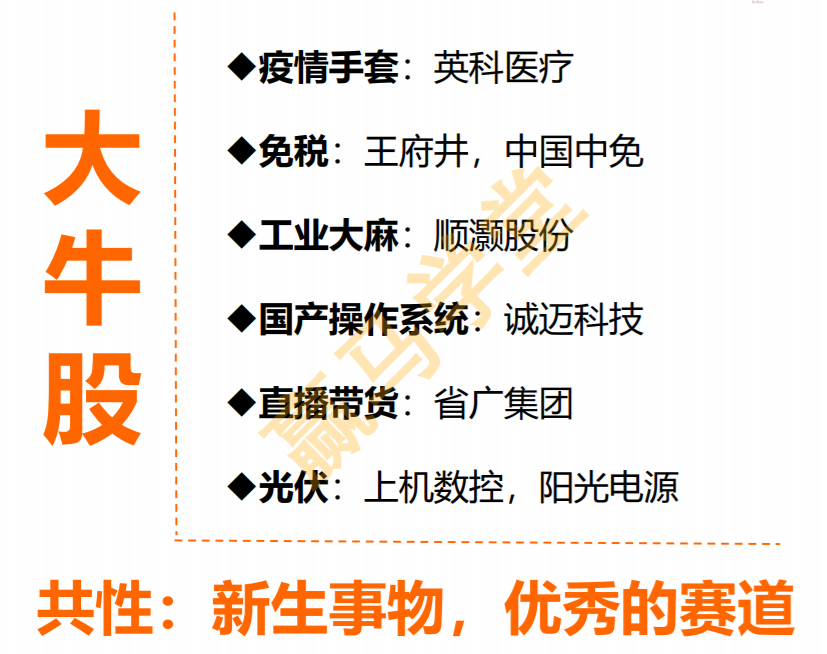 大牛股
◆疫情手套：英科医疗
◆免税：王府井，中国中免
◆工业大麻：顺灏股份
◆国产操作系统：诚迈科技
◆直播带货：省广集团
◆光伏：上机数控，阳光电源
共性：新生事物，优秀的赛道
赢马学堂